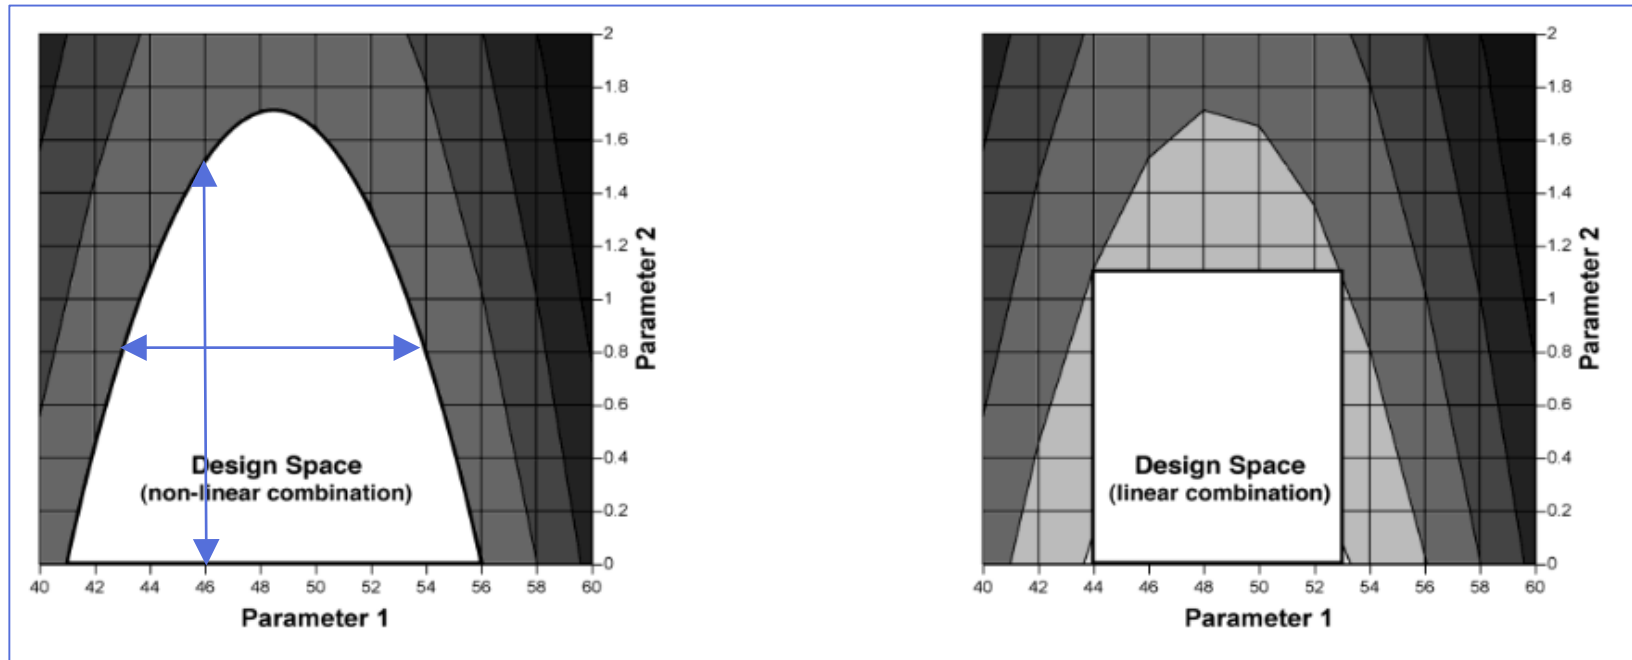 2
1.8
1.6
1.4
1.2
1
0.8
0.6
0.4
0.2
0
Parameter 2
Design Space
(non-linear combination)
40 42 44 46 48 50 52 54 56 58 60
Parameter 1
2
1.8
1.6
1.4
1.2
1
0.8
0.6
0.4
0.2
0
Parameter 2
Design Space
(linear combination)
40 42 44 46 48 50 52 54 56 58 60
Parameter 1